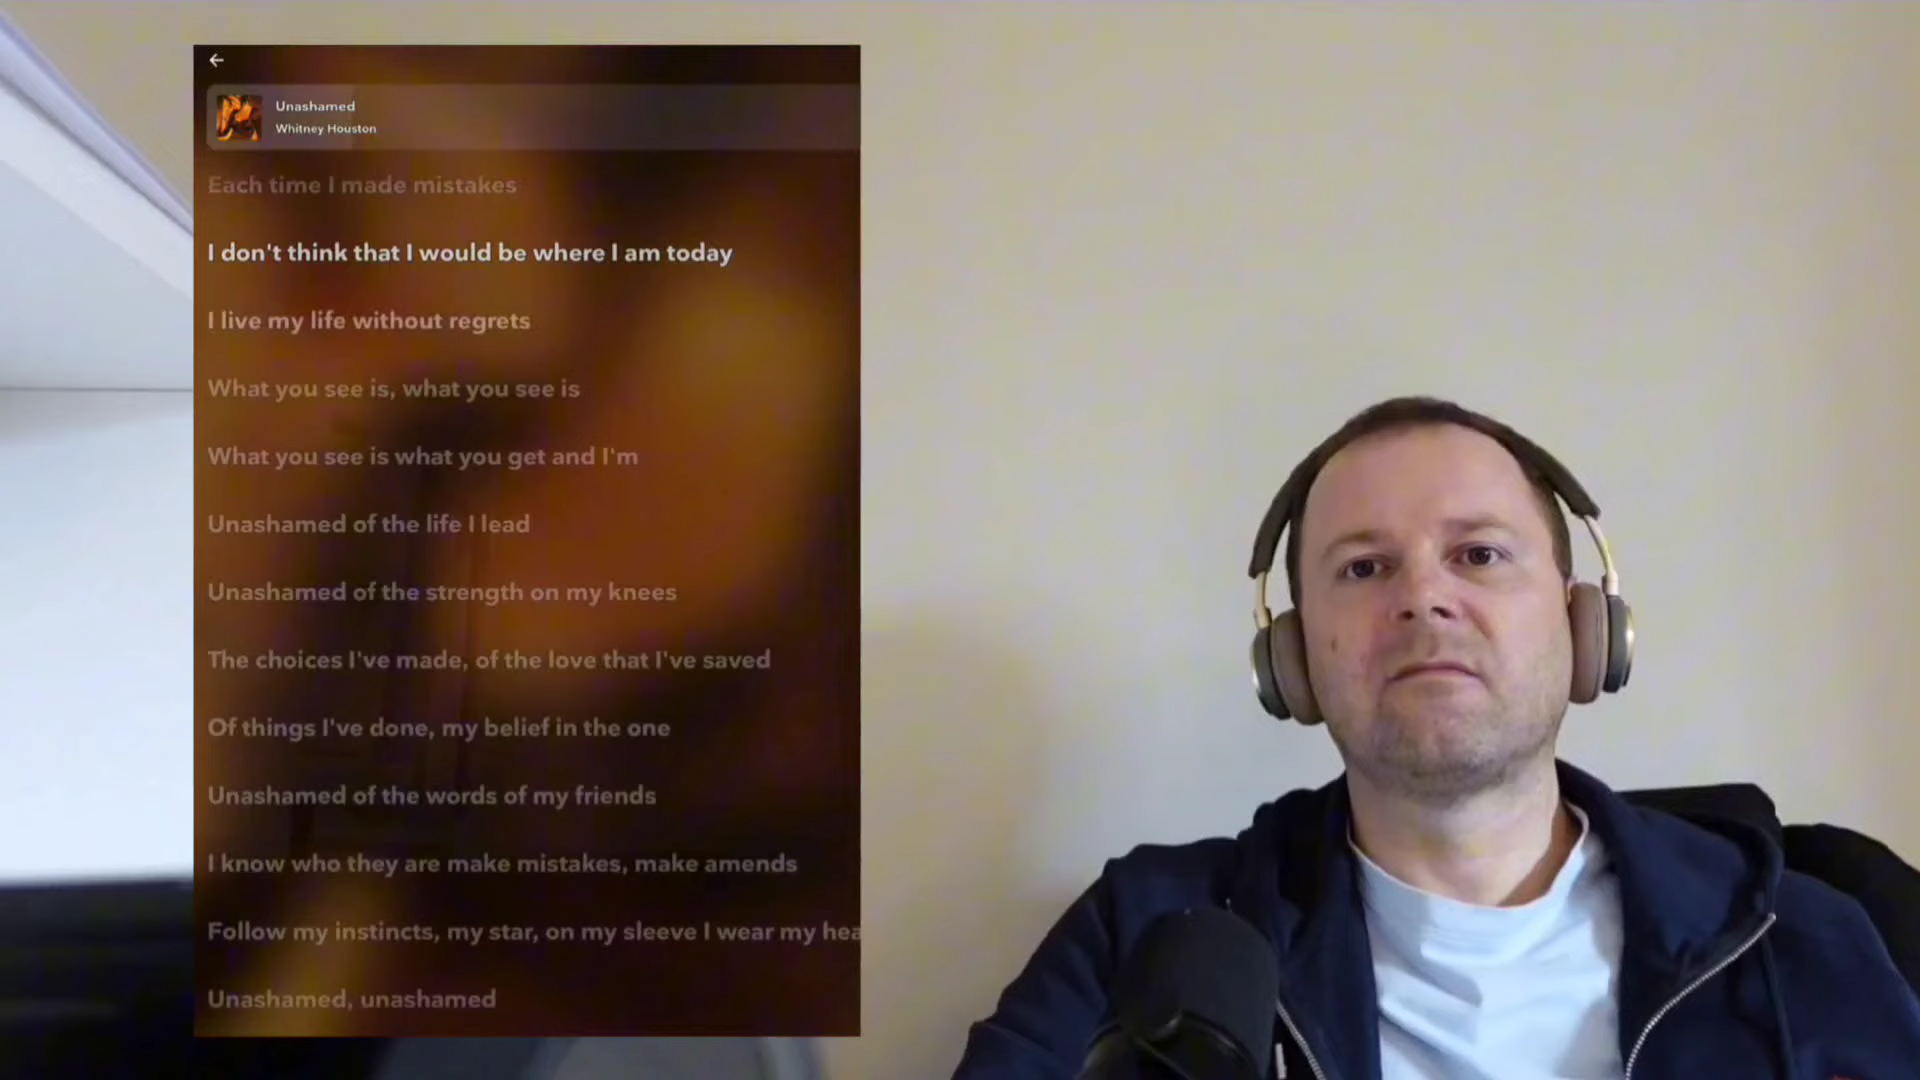 Unashamed
Whitney Houston
Each time I made mistakes
I don't think that I would be where I am today
I live my life without regrets
What you see is, what you see is
What you see is what you get and I'm
Unashamed of the life I lead
Unashamed of the strength on my knees
The choices I've made, of the love that I've saved
Of things I've done, my belief in the one
Unashamed of the words of my friends
I know who they are make mistakes, make amends
Follow my instincts, my star, on my sleeve I wear my hea
Unashamed, unashamed